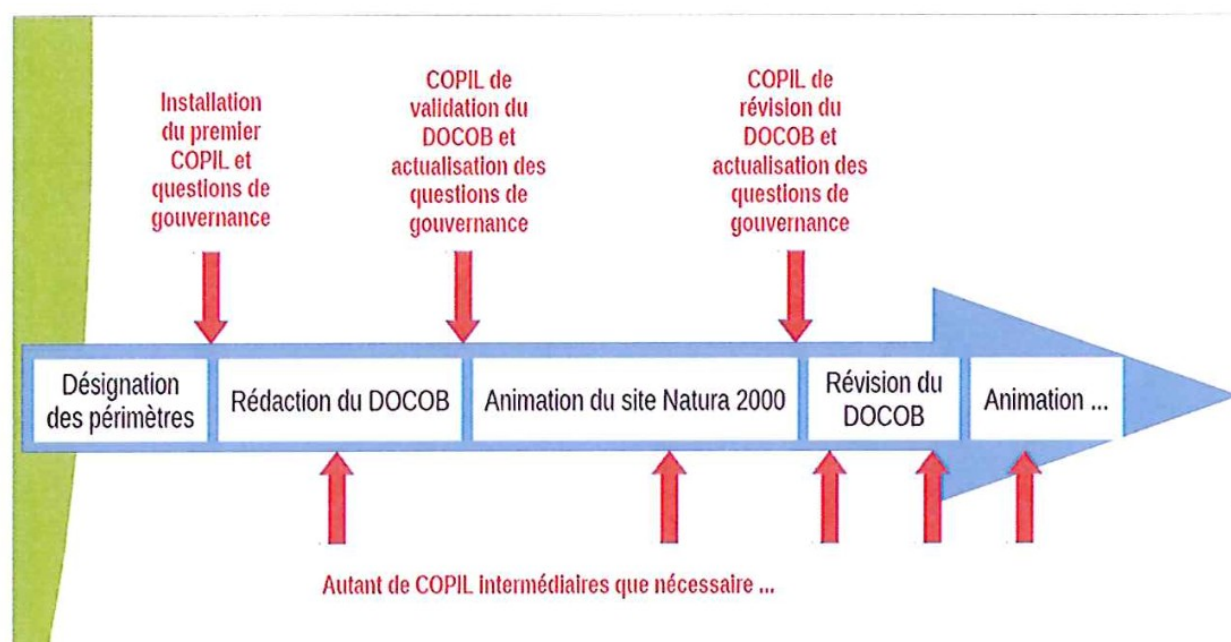 Installation
du premier
COPIL et
questions de
gouvernance
COPIL de
validation du
DOCOB et
actualisation des
questions de
gouvernance
COPIL de
révision du
DOCOB et
actualisation des
questions de
gouvernance
Désignation
des périmètres
Rédaction du DOCOB
Animation du site Natura 2000
Révision du
DOCOB
Animation ...
Autant de COPIL intermédiaires que nécessaire ...